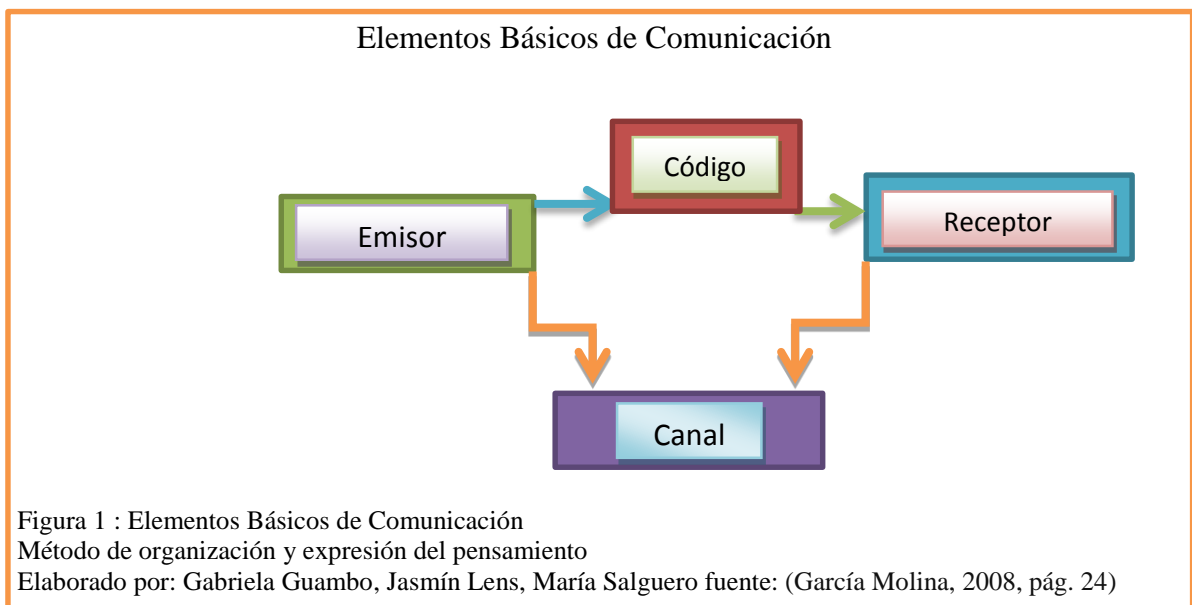 Elementos Básicos de Comunicación
Código
Emisor
Receptor
Canal
Figura 1 : Elementos Básicos de Comunicación
Método de organización y expresión del pensamiento
Elaborado por: Gabriela Guambo, Jasmín Lens, María Salguero fuente: (García Molina, 2008, pág. 24)